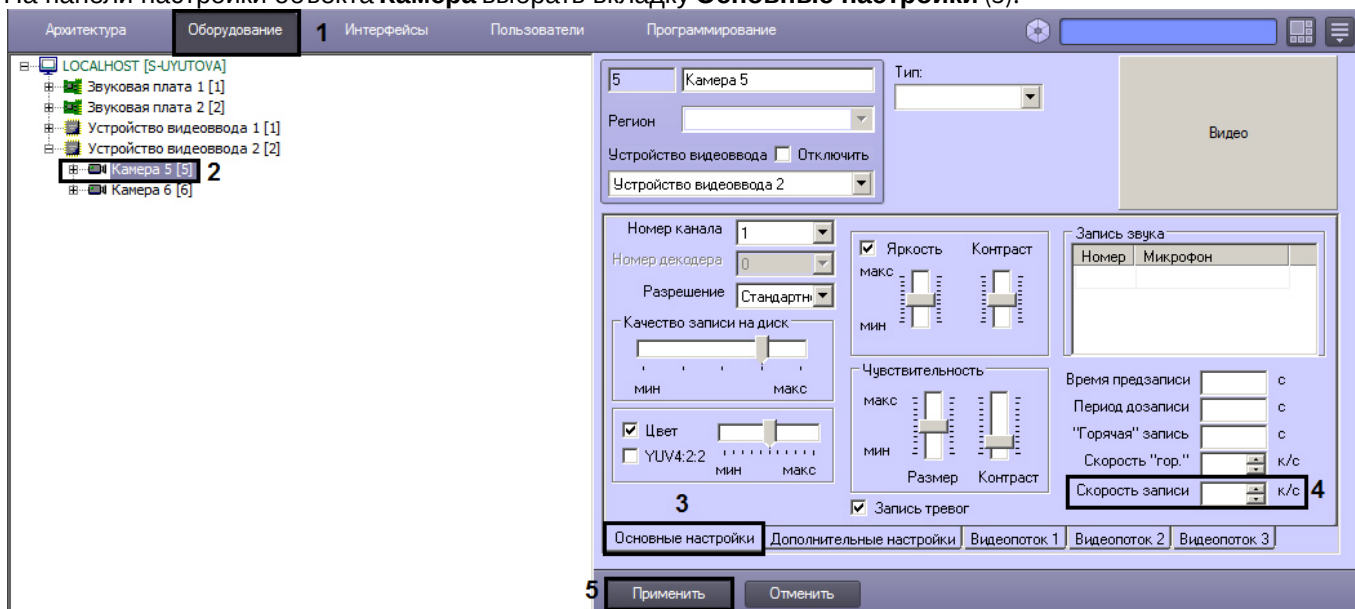 На панели настройки объекта Камера выбрать вкладку Основные настройки (3).
Архитектура Оборудование 1 Интерфейсы Пользователи Программирование
LOCALHOST [S-UYUTOVA]
Звуковая плата 1 [1]
Звуковая плата 2 [2]
Устройство видеоввода 1 [1]
Устройство видеоввода 2 [2]
Камера 5 [5] 2
Камера 6 [6]
5 Камера 5
Тип:
Регион
Устройство видеоввода Отключить
Устройство видеоввода 2
Видео
Номер канала 1
Номер декодера 0
Разрешение Стандартн
Качество записи на диск
мин макс
Цвет
YUV4:2:2
мин макс
Яркость Контраст
макс
мин
Чувствительность
макс
мин
Размер Контраст
Запись тревог
Запись звука
Номер Микрофон
Время предзаписи с
Период дозаписи с
"Горячая" запись с
Скорость "гор." к/с
Скорость записи к/с 4
3
Основные настройки Дополнительные настройки Видеопоток 1 Видеопоток 2 Видеопоток 3
5 Применить Отменить